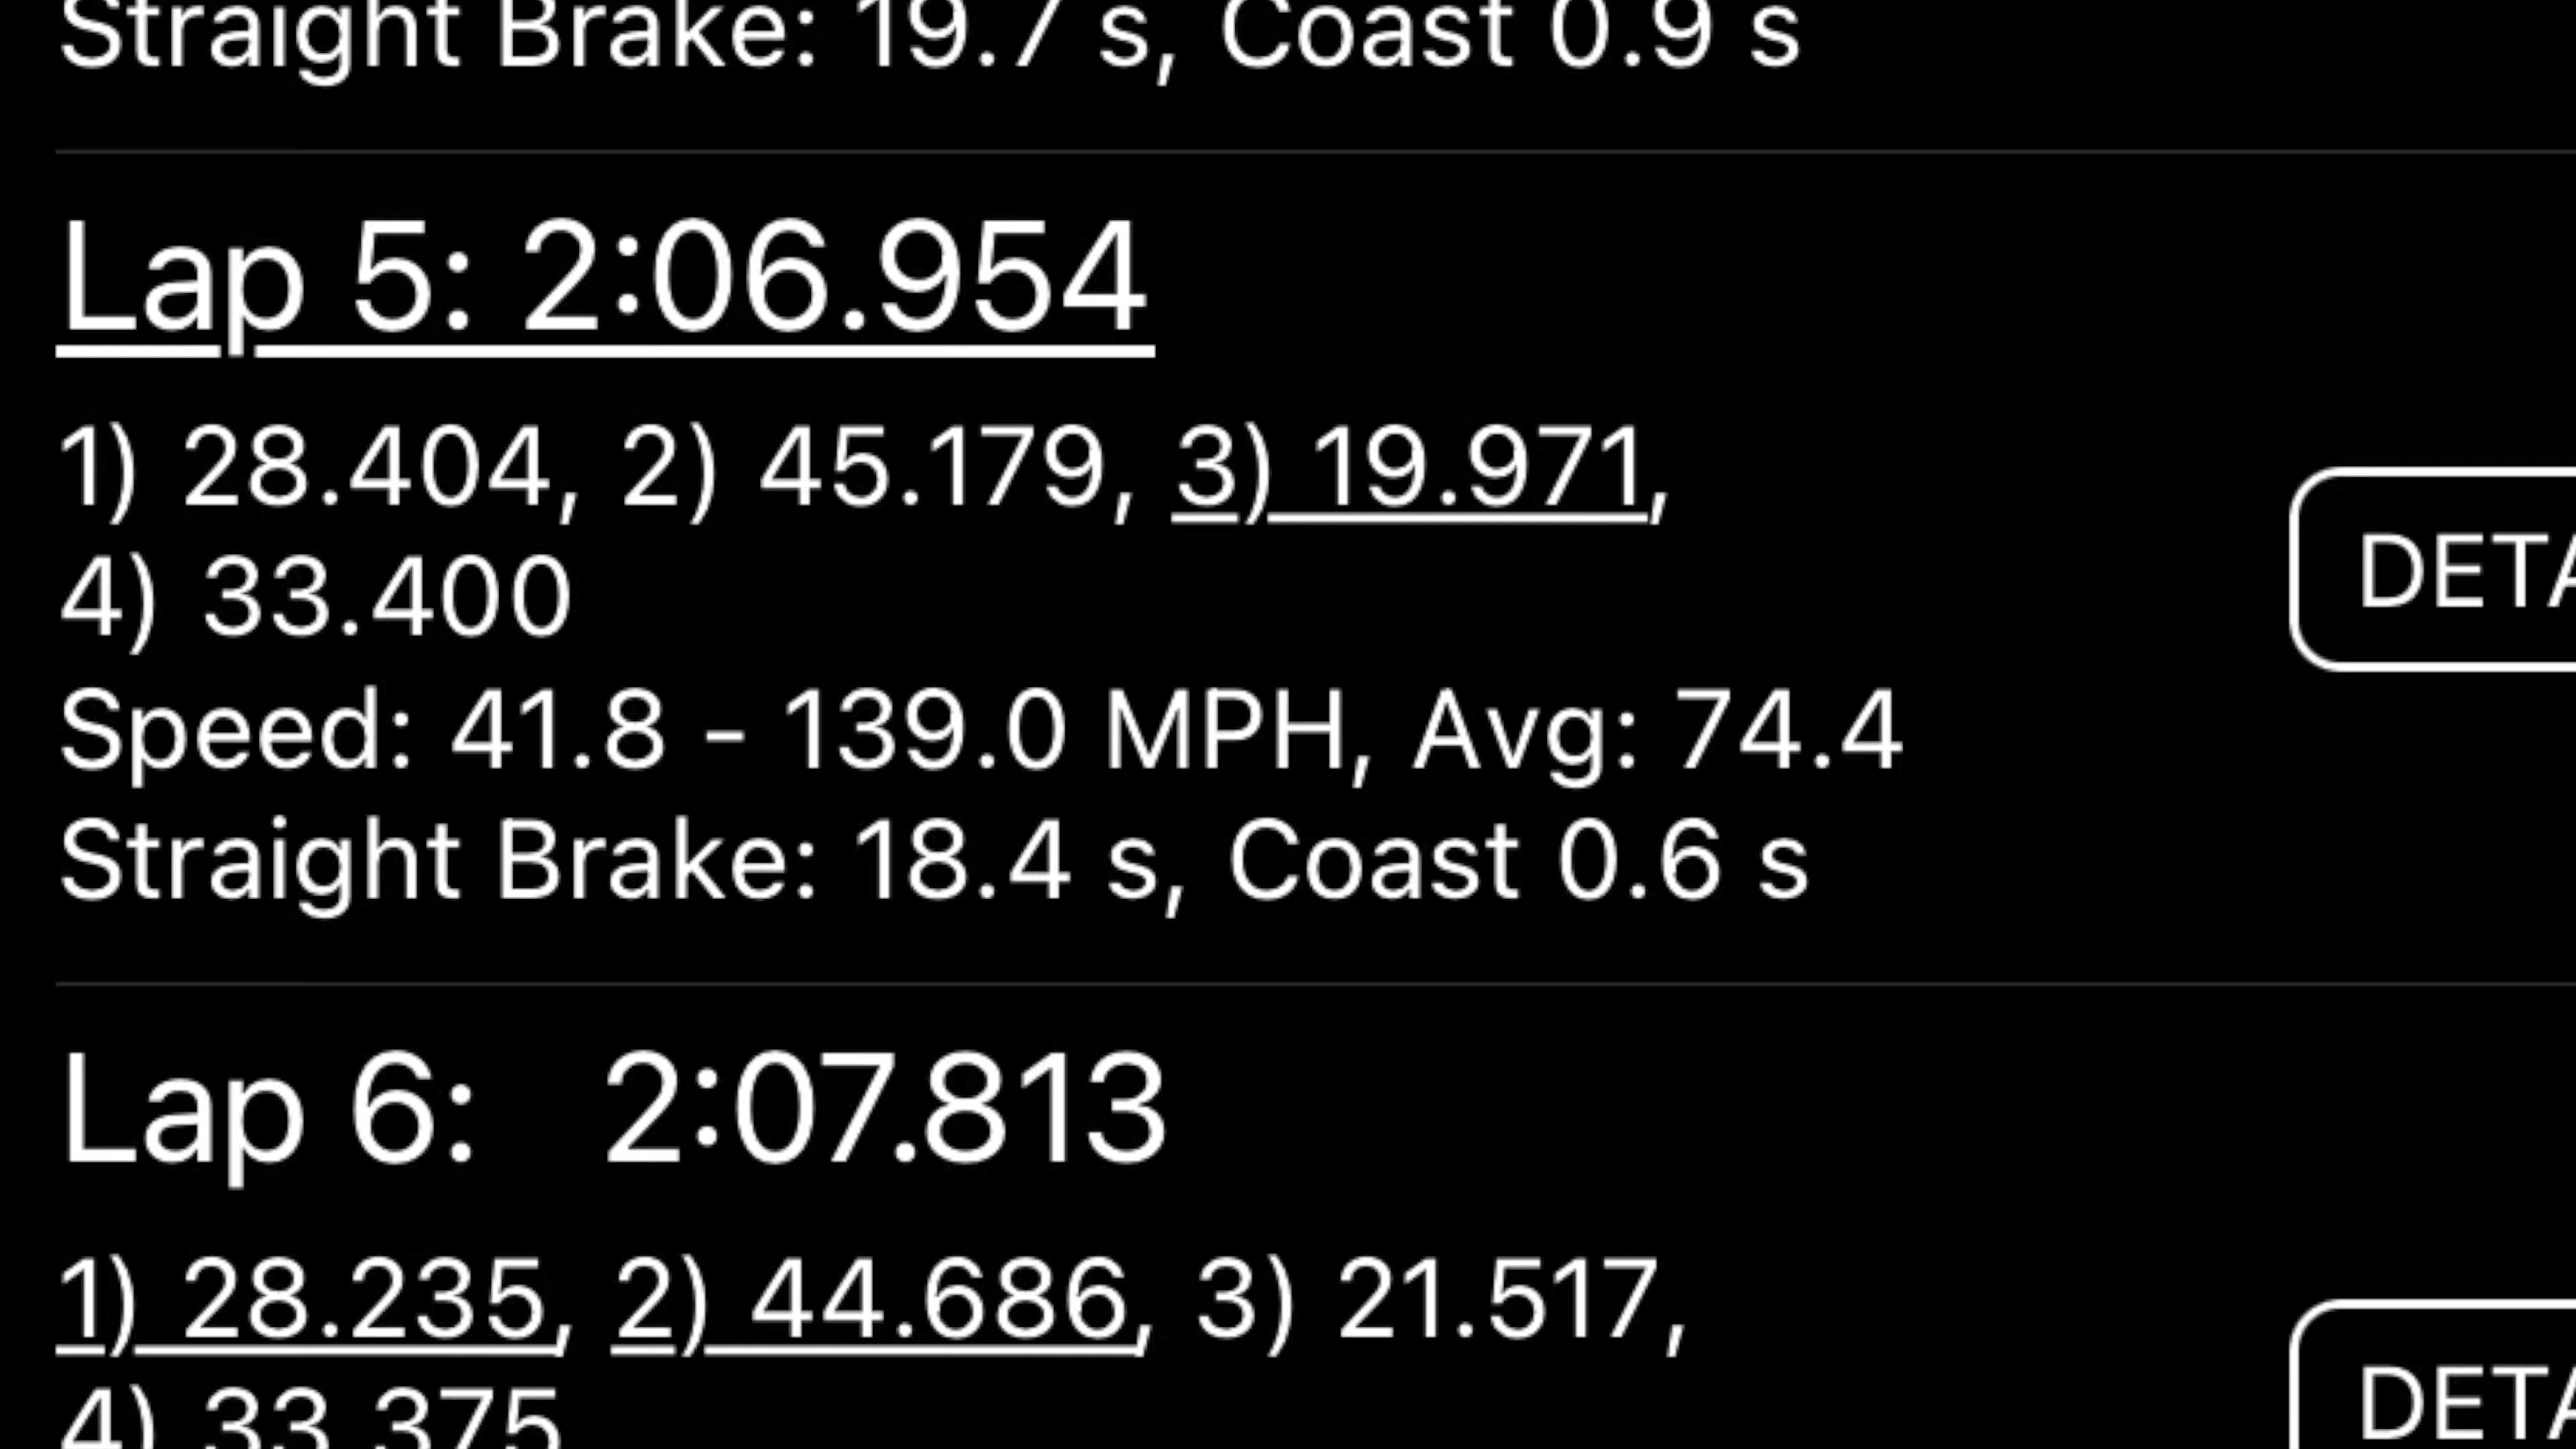 Straight Brake: 19.7 s, Coast 0.9 s
Lap 5: 2:06.954
1) 28.404, 2) 45.179, 3) 19.971,
4) 33.400
DETA
Speed: 41.8 - 139.0 MPH, Avg: 74.4
Straight Brake: 18.4 s, Coast 0.6 s
Lap 6: 2:07.813
1) 28.235, 2) 44.686, 3) 21.517,
4) 33.375
DETA